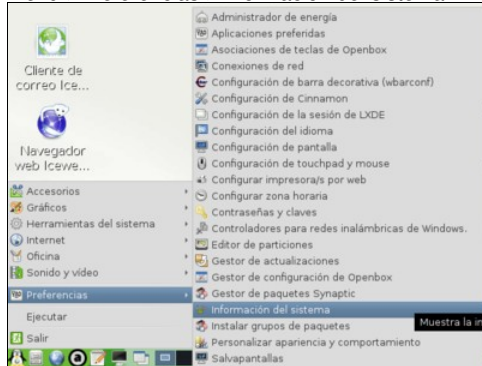 Cliente de
correo Ice...
Navegador
web Icewe...
Accesorios
Gráficos
Herramientas del sistema
Internet
Oficina
Sonido y vídeo
Preferencias
Ejecutar
Salir
Administrador de energía
Aplicaciones preferidas
Asociaciones de teclas de Openbox
Conexiones de red
Configuración de barra decorativa (wbarconf)
Configuración de Cinnamon
Configuración de la sesión de LXDE
Configuración del idioma
Configuración de pantalla
Configuración de touchpad y mouse
Configurar impresora/s por web
Configurar zona horaria
Contraseñas y claves
Controladores para redes inalámbricas de Windows.
Editor de particiones
Gestor de actualizaciones
Gestor de configuración de Openbox
Gestor de paquetes Synaptic
Información del sistema
Muestra la in
Instalar grupos de paquetes
Personalizar apariencia y comportamiento
Salvapantallas